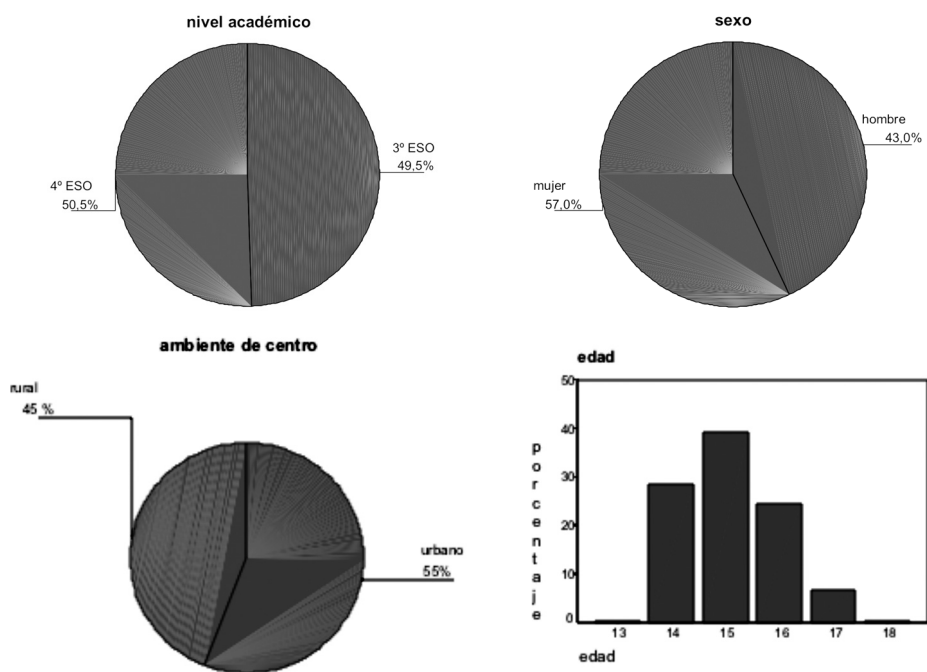 nivel académico
3º ESO
49,5%
4º ESO
50,5%
sexo
hombre
43,0%
mujer
57,0%
ambiente de centro
rural
45 %
urbano
55%
edad
50
40
30
20
10
0
porcentaje
13 14 15 16 17 18
edad